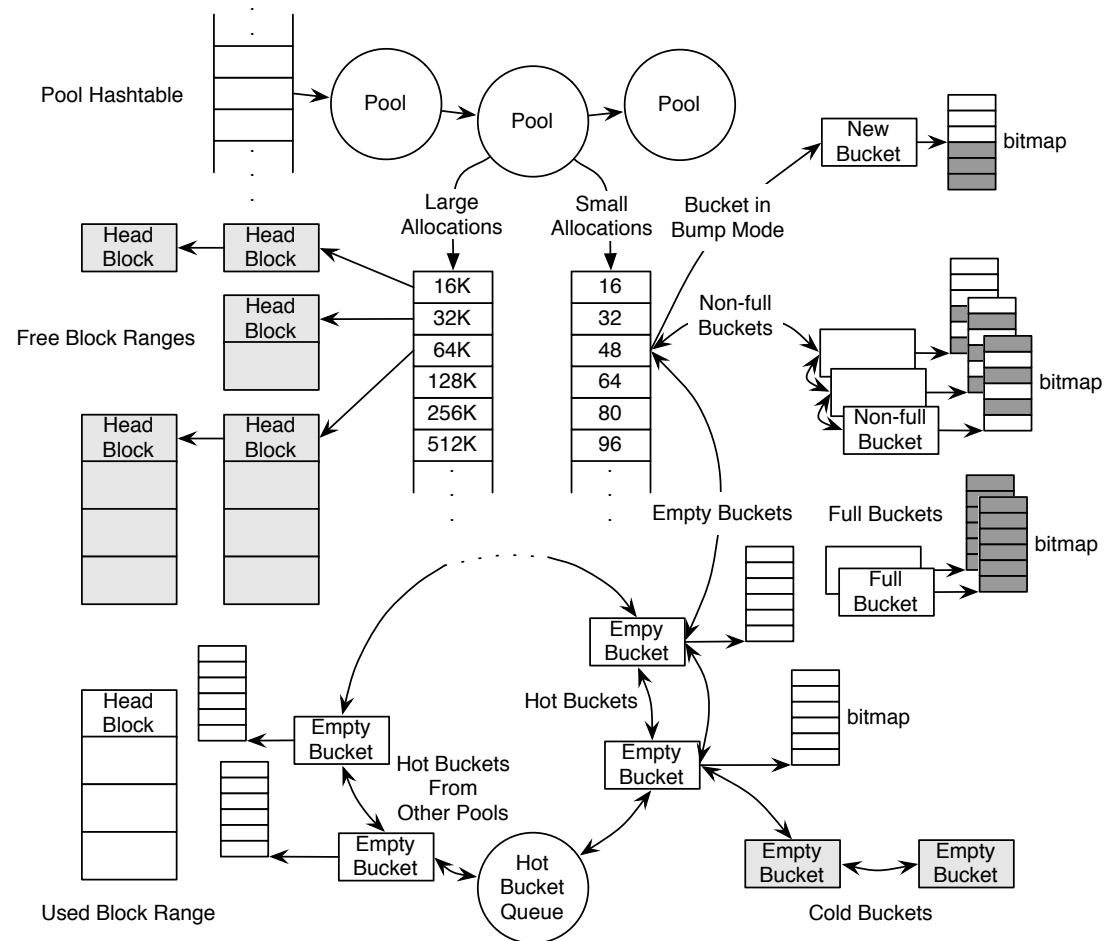 Pool Hashtable
Pool
Pool
Pool
New
Bucket
bitmap
Large
Allocations
Small
Allocations
Bucket in
Bump Mode
Head
Block
Head
Block
16K
32K
64K
128K
256K
512K
16
32
48
64
80
96
Non-full
Buckets
Head
Block
Free Block Ranges
bitmap
Non-full
Bucket
Head
Block
Head
Block
Empty Buckets
Full Buckets
bitmap
Full
Bucket
Empy
Bucket
Hot Buckets
Head
Block
Empty
Bucket
Empty
Bucket
bitmap
Hot Buckets
From
Other Pools
Empty
Bucket
Hot
Bucket
Queue
Empty
Bucket
Empty
Bucket
Used Block Range
Cold Buckets